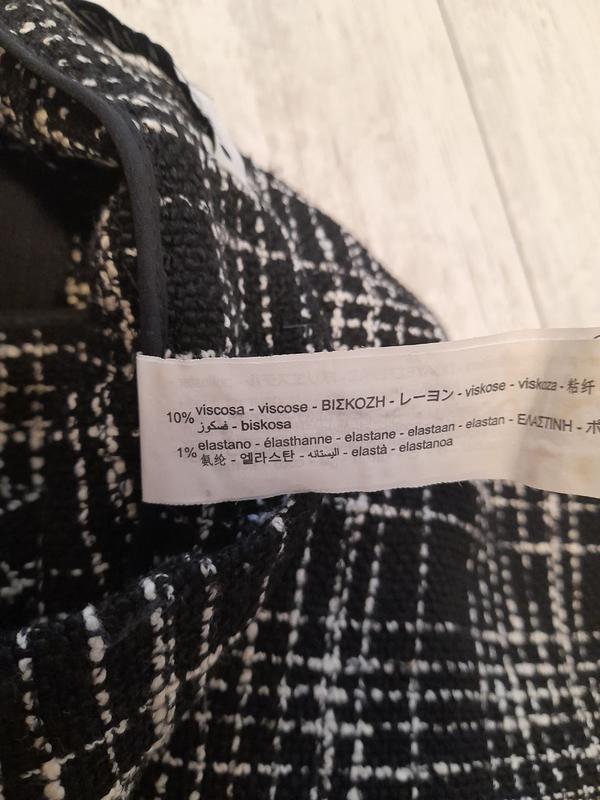 10% viscosa - viscose - ΒΙΣΚΟΖΗ - レーヨン - viskose - viskoza - 粘纤
فسكوز - biskosa
1% elastano - élasthanne - elastane - elastaan - elastan - ΕΛΑΣΤΙΝΗ - ポ
氨纶 - 엘라스탄 - اليستانه - elastà - elastanoa